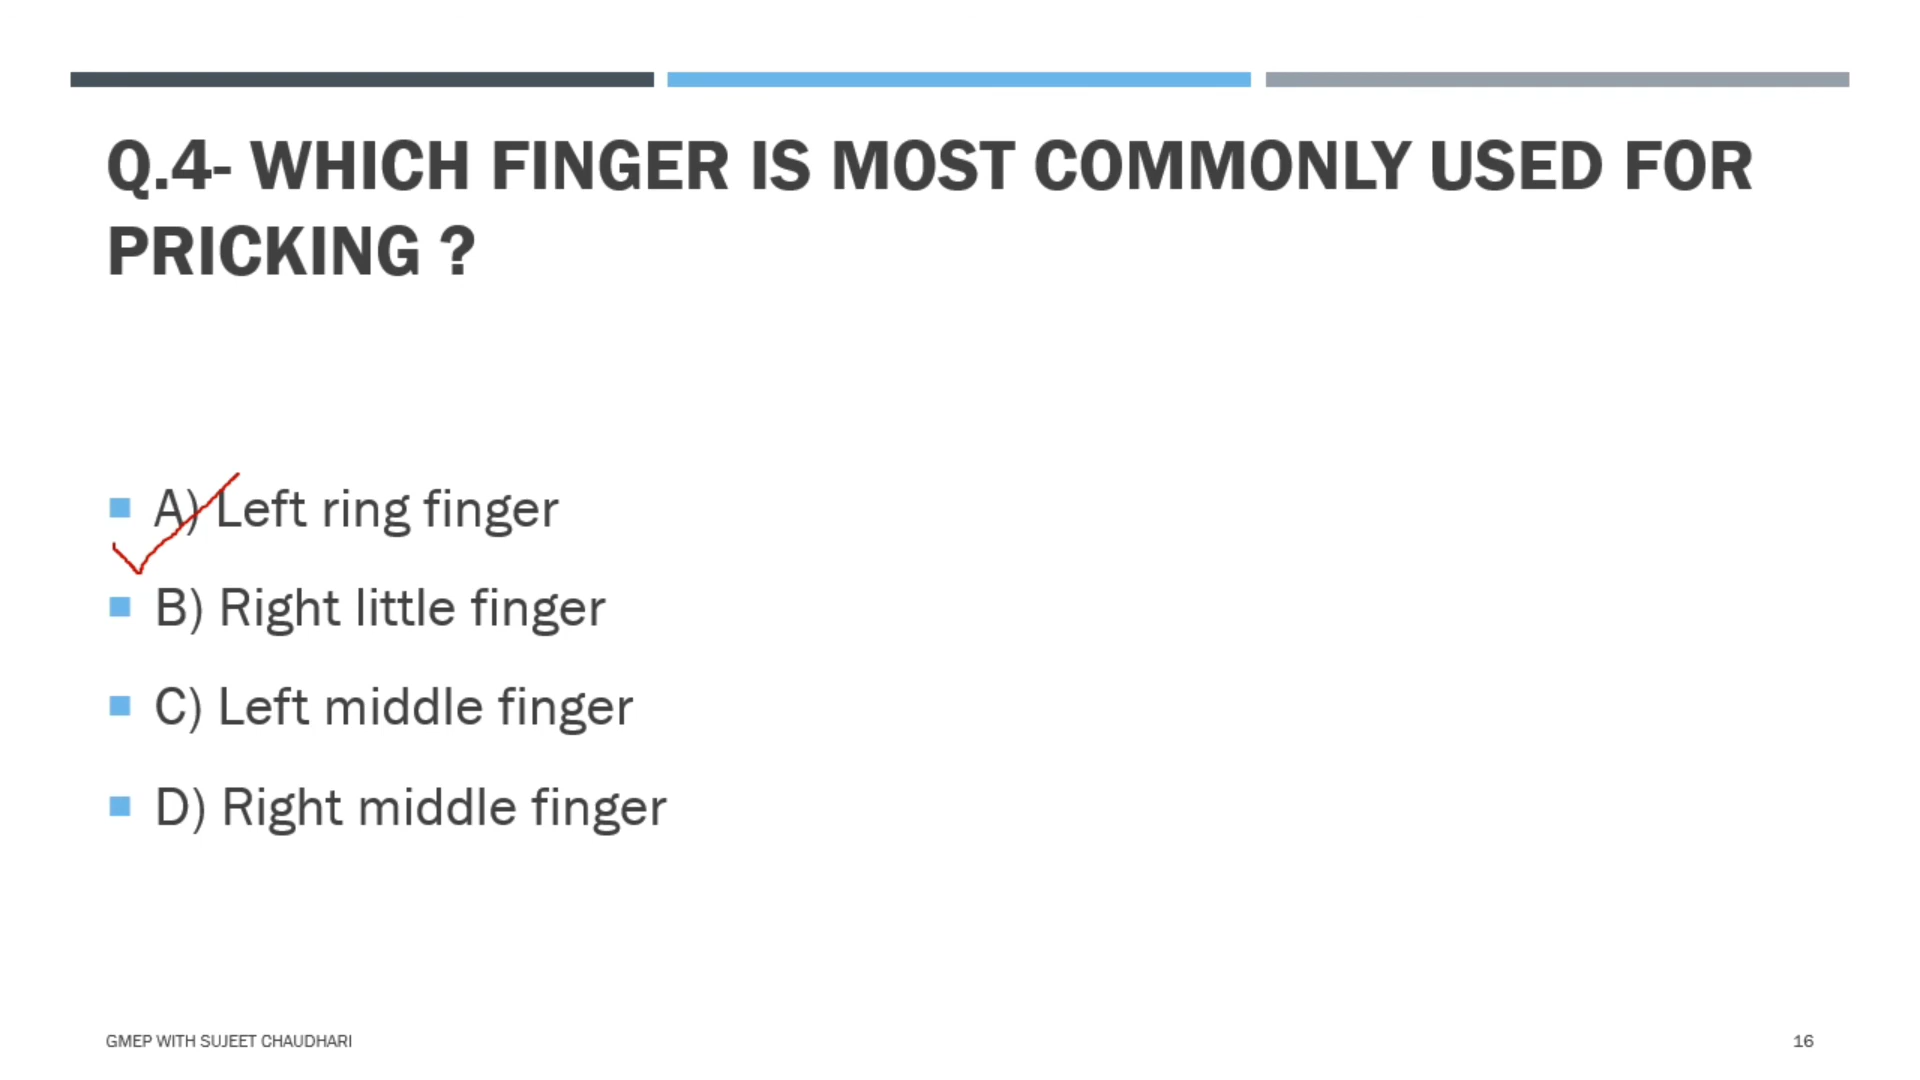 Q.4- WHICH FINGER IS MOST COMMONLY USED FOR
PRICKING ?
A) Left ring finger
B) Right little finger
C) Left middle finger
D) Right middle finger
GMEP WITH SUJEET CHAUDHARI
16